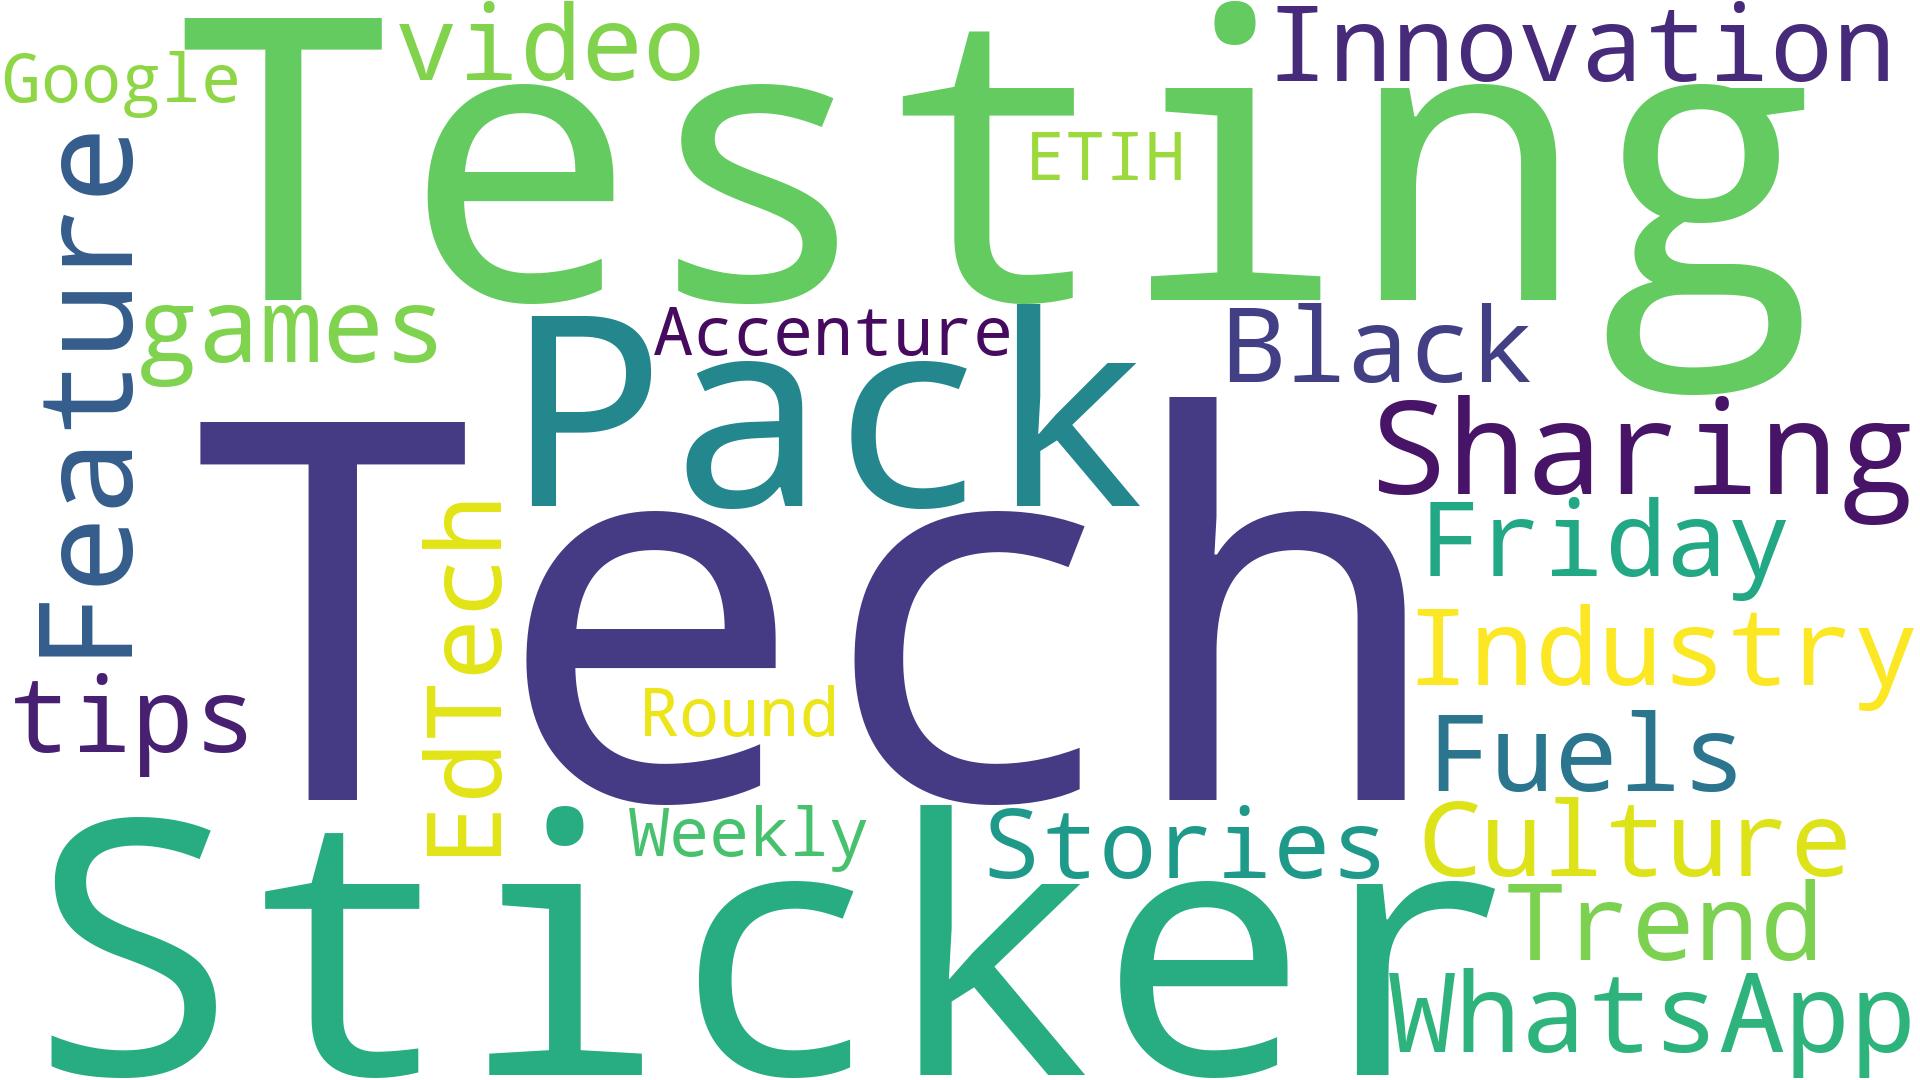 Google
video
Innovation
Testing
ETIH
Feature
games
Accenture
Black
Pack
Sharing
Tech
Friday
EdTech
Industry
tips
Round
Fuels
Weekly
Stories
Culture
Sticker
Trend
WhatsApp